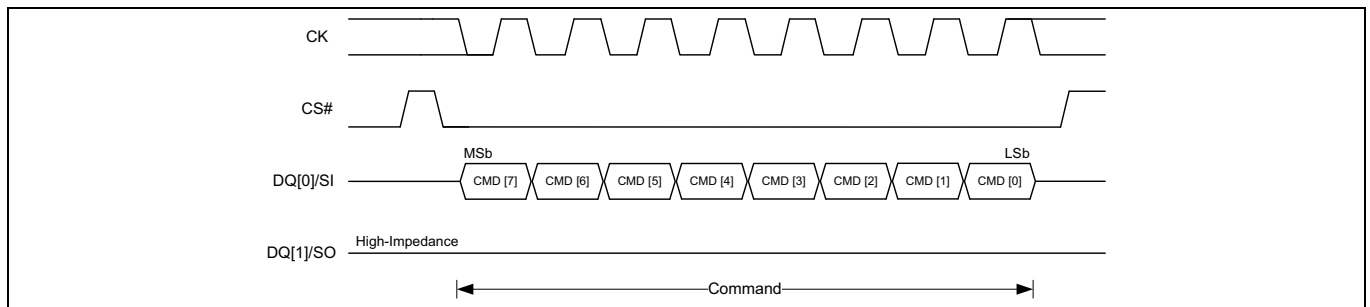 CK
CS#
MSb LSb
DQ[0]/SI CMD [7] CMD [6] CMD [5] CMD [4] CMD [3] CMD [2] CMD [1] CMD [0]
High-Impedance
DQ[1]/SO
Command